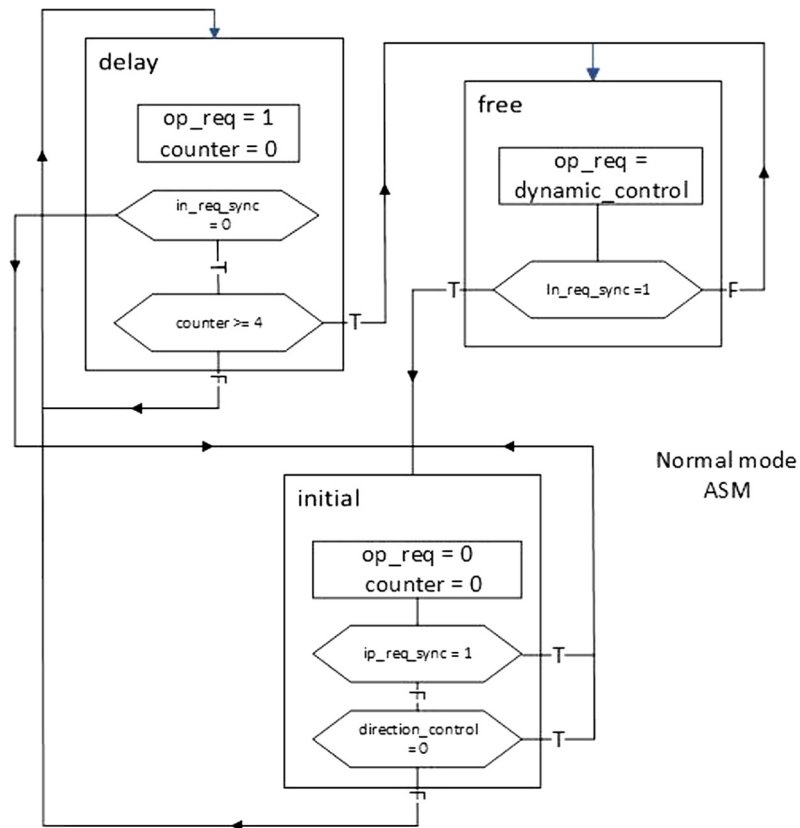 delay
op_req = 1
counter = 0
in_req_sync
= 0
T
counter >= 4
T
F
free
op_req =
dynamic_control
In_req_sync =1
T
F
Normal mode
ASM
initial
op_req = 0
counter = 0
ip_req_sync = 1
T
F
direction_control
= 0
T
F